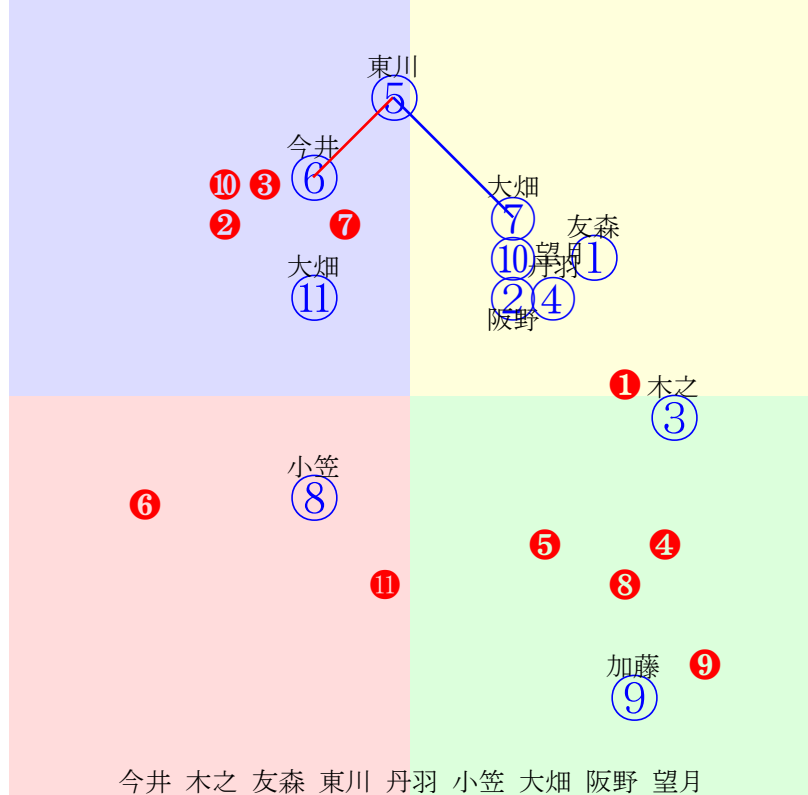 東川
⑤
今井
⑥
❿ ❸
大畑
⑦
❷ ❼
友森
①
⑩ 望月
大畑
⑪
丹羽
② ④
阪野
❶ 木之
③
小笠
⑧
❻
❺ ❹
⓫ ❽
加藤 ❾
⑨
今井 木之 友森 東川 丹羽 小笠 大畑 阪野 望月